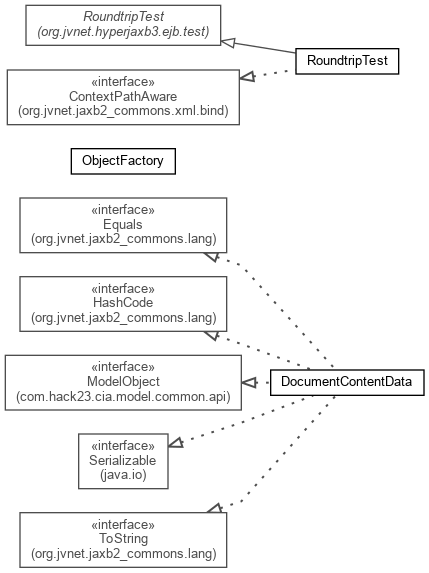 RoundtripTest
(org.jvnet.hyperjaxb3.ejb.test)
RoundtripTest
«interface»
ContextPathAware
(org.jvnet.jaxb2_commons.xml.bind)
ObjectFactory
«interface»
Equals
(org.jvnet.jaxb2_commons.lang)
«interface»
HashCode
(org.jvnet.jaxb2_commons.lang)
«interface»
ModelObject
(com.hack23.cia.model.common.api)
DocumentContentData
«interface»
Serializable
(java.io)
«interface»
ToString
(org.jvnet.jaxb2_commons.lang)